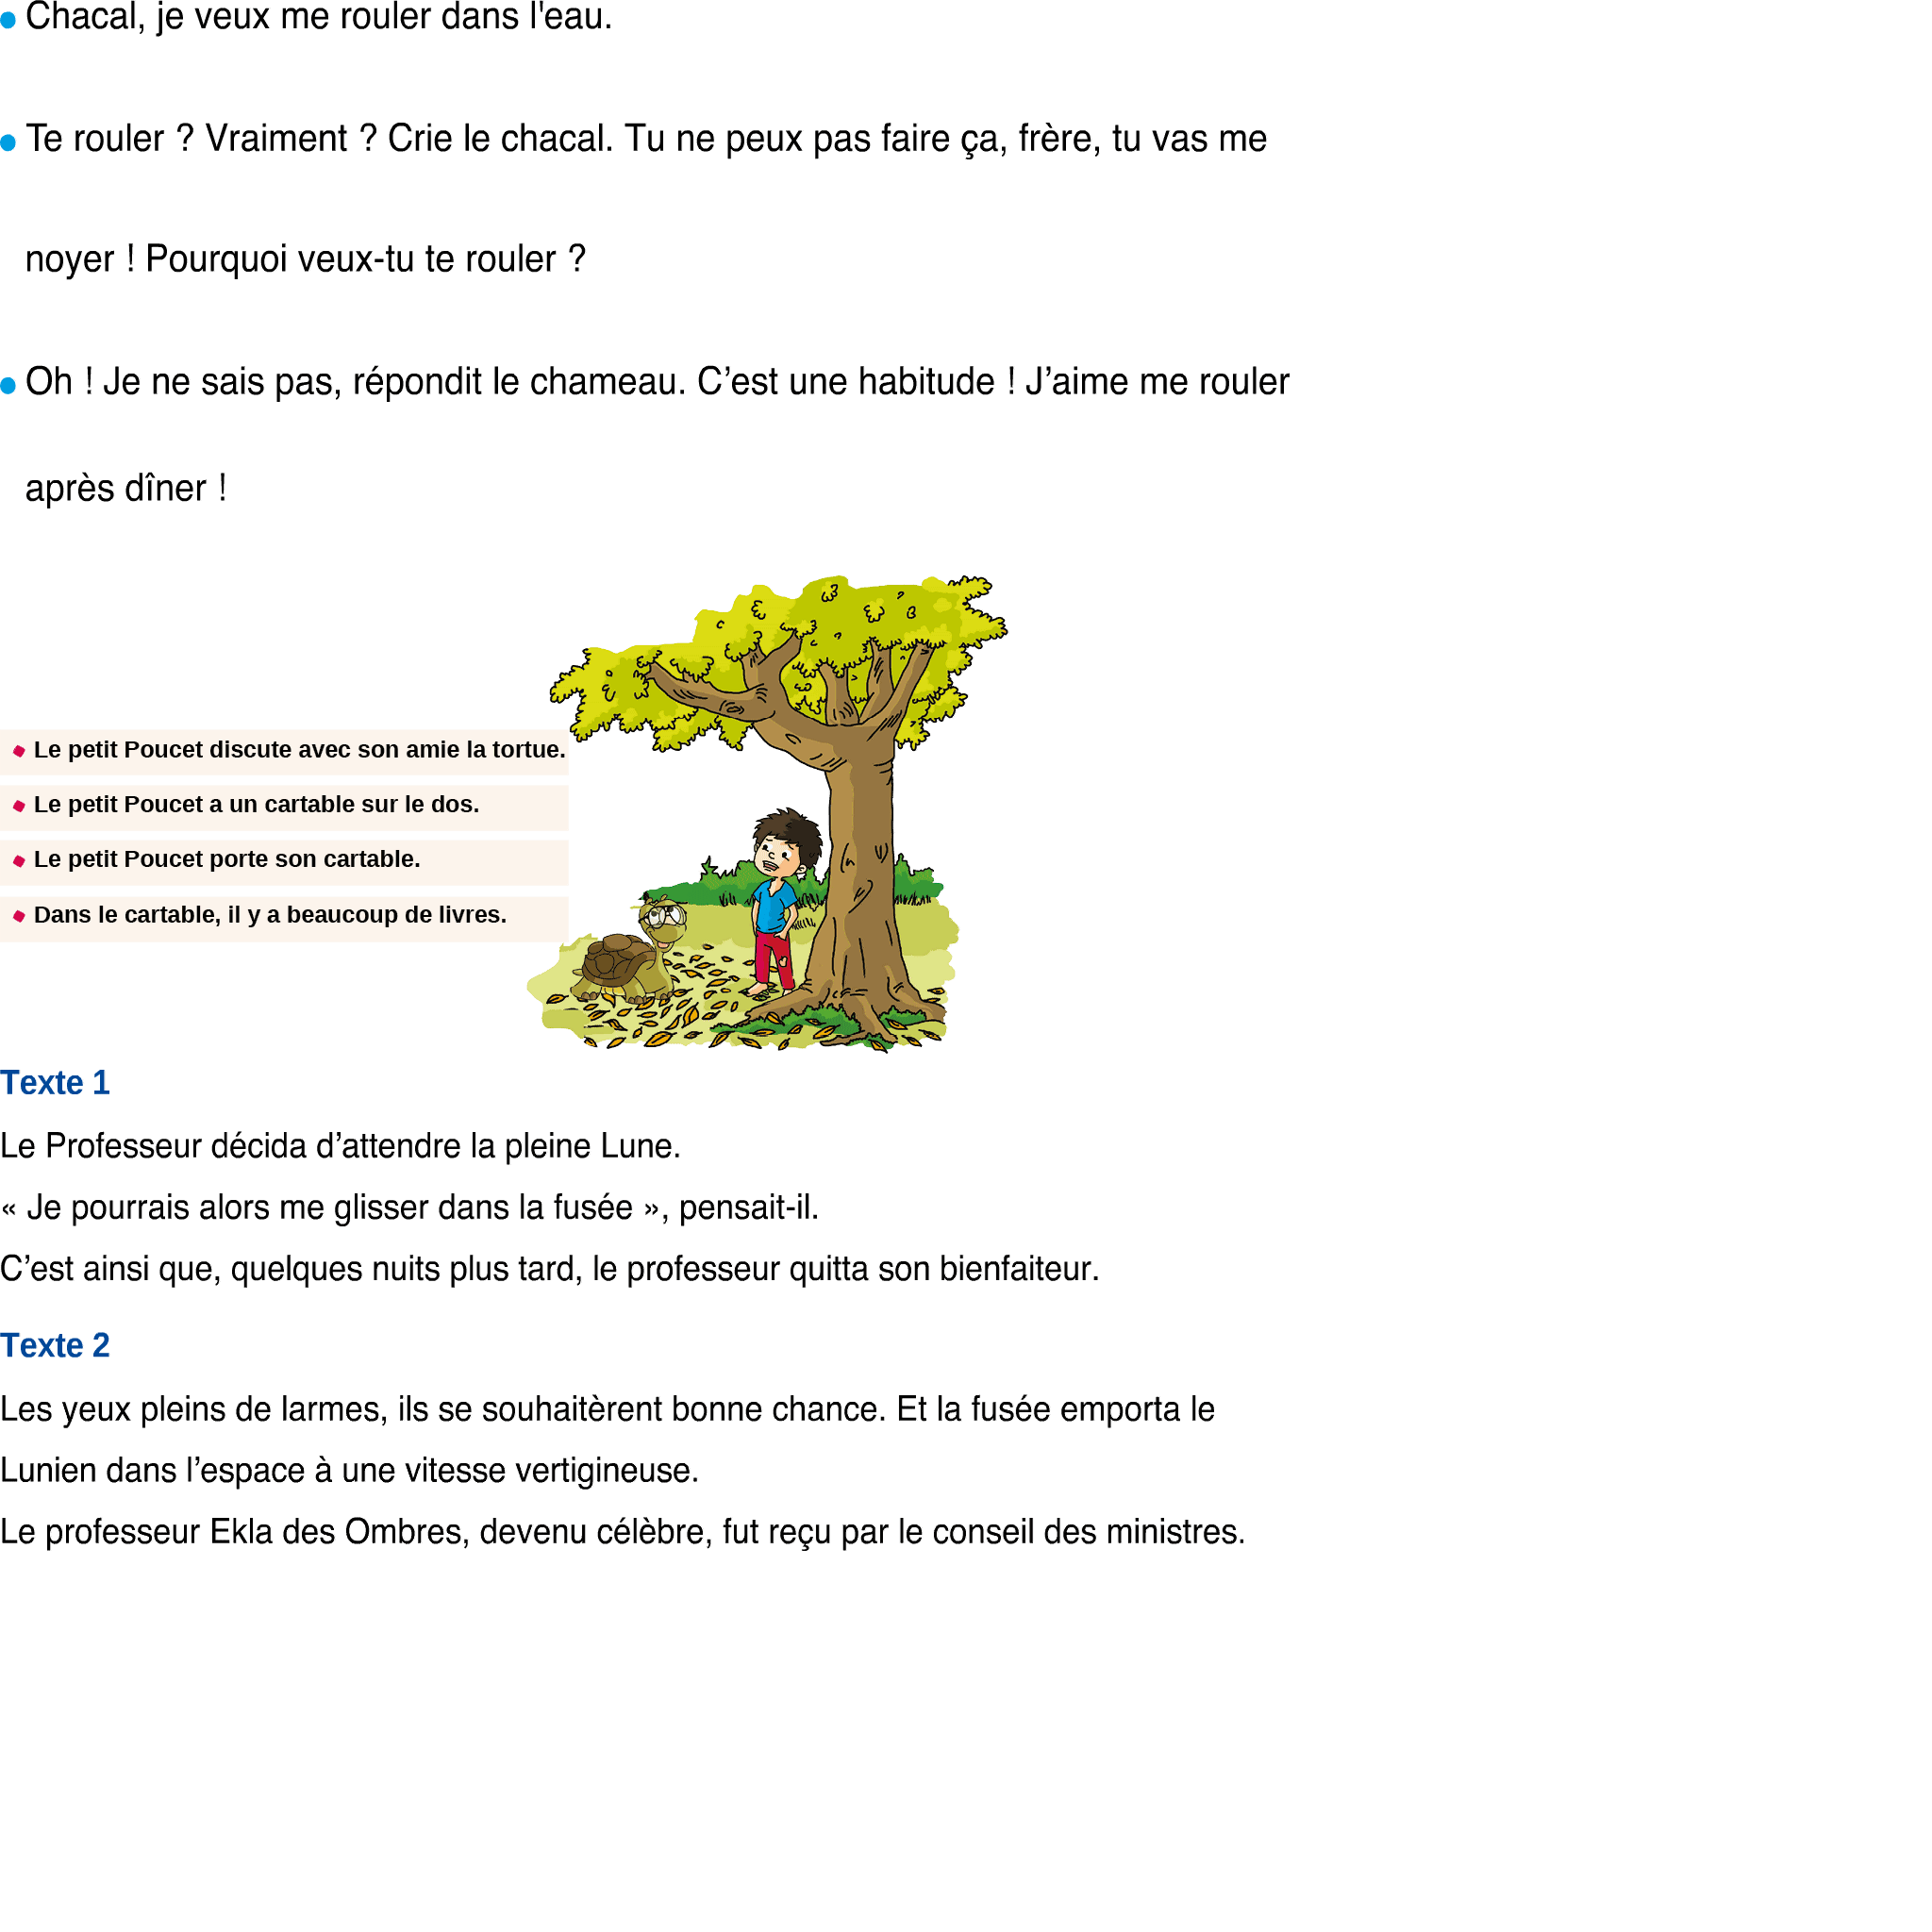 Chacal, je veux me rouler dans l'eau.
Te rouler ? Vraiment ? Crie le chacal. Tu ne peux pas faire ça, frère, tu vas me
noyer ! Pourquoi veux-tu te rouler ?
Oh ! Je ne sais pas, répondit le chameau. C’est une habitude ! J’aime me rouler
après dîner !
Le petit Poucet discute avec son amie la tortue.
Le petit Poucet a un cartable sur le dos.
Le petit Poucet porte son cartable.
Dans le cartable, il y a beaucoup de livres.
Texte 1
Le Professeur décida d’attendre la pleine Lune.
« Je pourrais alors me glisser dans la fusée », pensait-il.
C’est ainsi que, quelques nuits plus tard, le professeur quitta son bienfaiteur.
Texte 2
Les yeux pleins de larmes, ils se souhaitèrent bonne chance. Et la fusée emporta le
Lunien dans l’espace à une vitesse vertigineuse.
Le professeur Ekla des Ombres, devenu célèbre, fut reçu par le conseil des ministres.